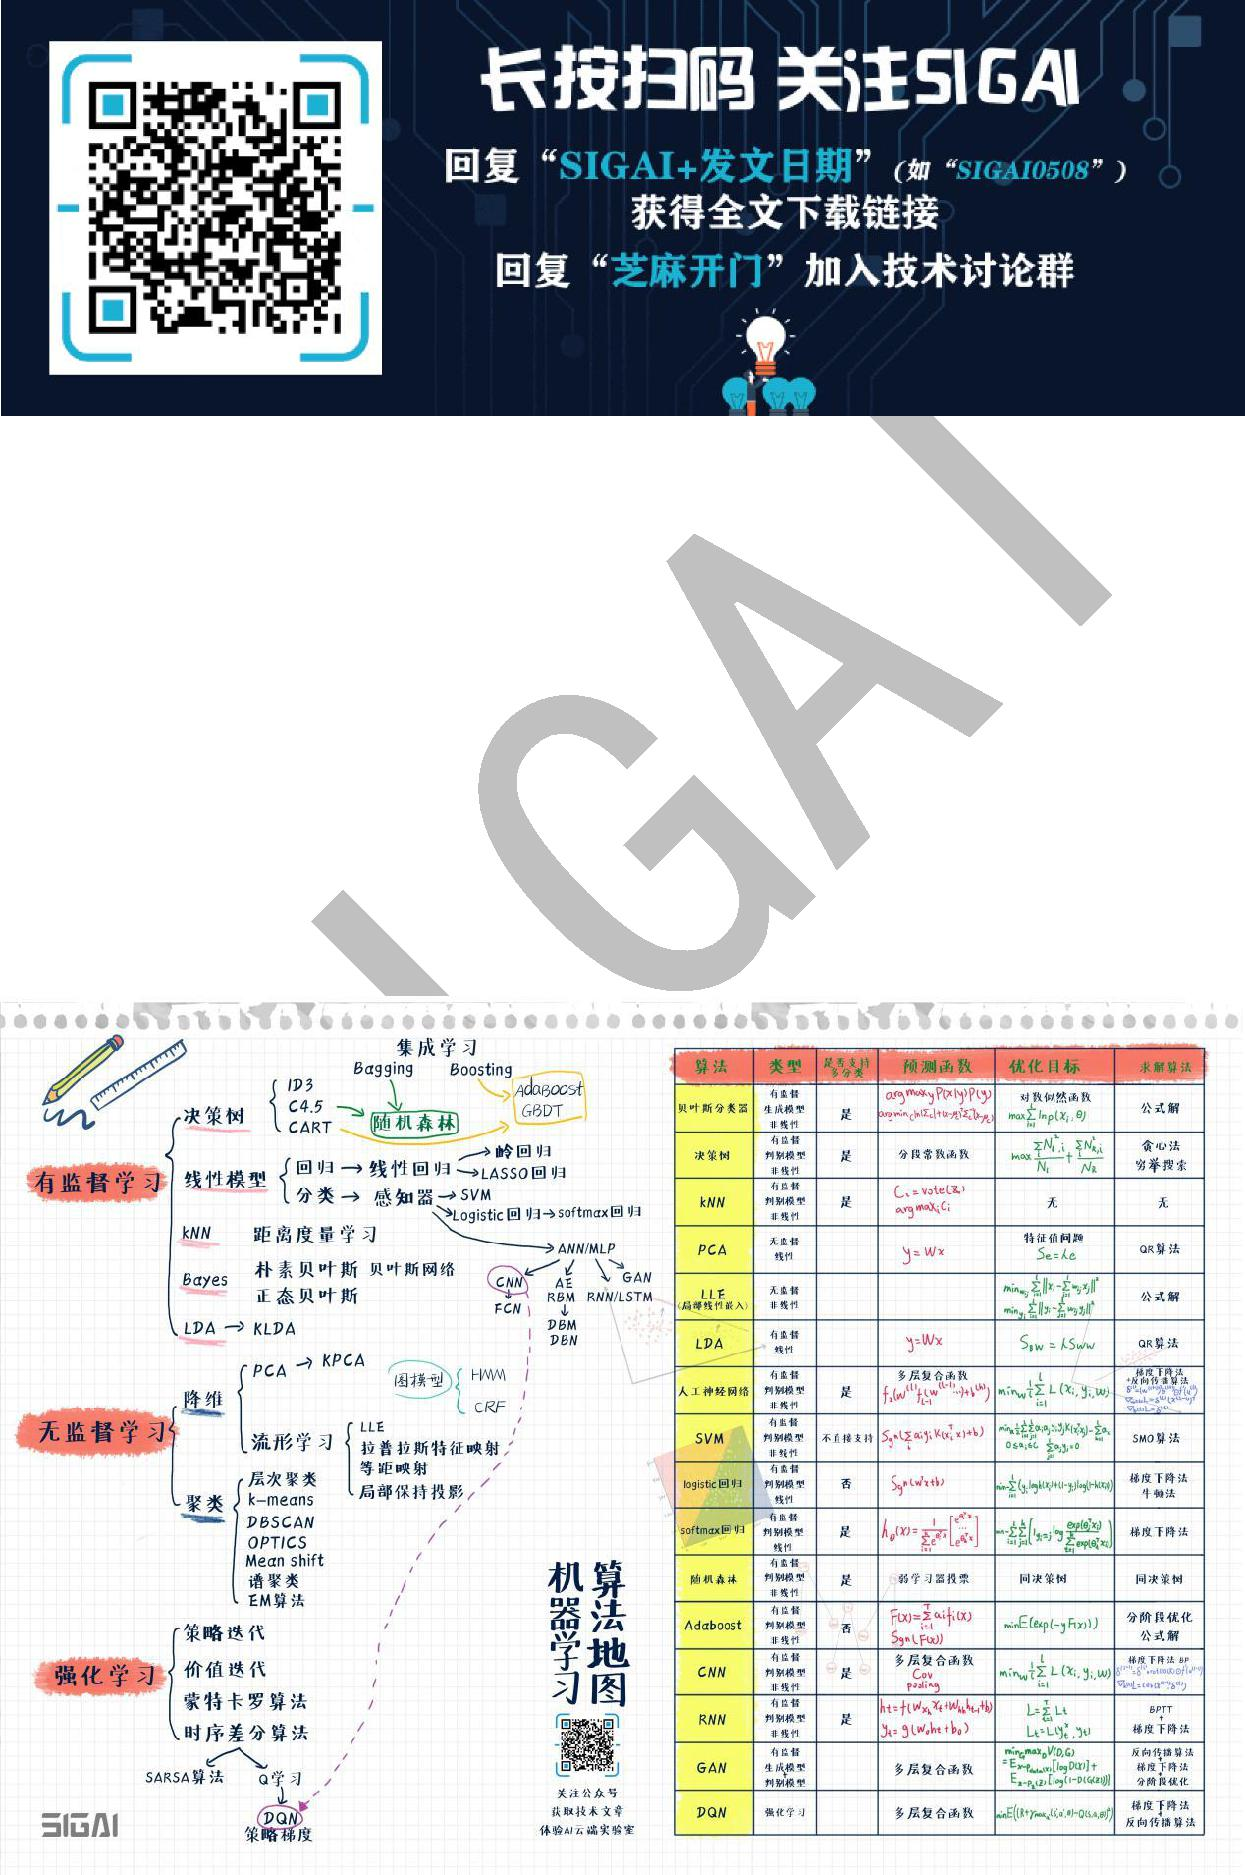 长按扫码 关注SIGAI
回复“SIGAI+发文日期”(如“SIGAI0508”)
获得全文下载链接
回复“芝麻开门”加入技术讨论群
SIGAI
集成学习
Bagging Boosting
Adaboost
GBDT
有监督学习
决策树
ID3
C4.5
CART
随机森林
线性模型
回归 → 线性回归
岭回归
LASSO回归
分类 → 感知器 → SVM
Logistic回归→softmax回归
kNN 距离度量学习
ANN/MLP
Bayes
朴素贝叶斯 贝叶斯网络
正态贝叶斯
CNN
FCN
AE
RBM
DBM
DBN
RNN/LSTM
GAN
LDA → KLDA
无监督学习
降维
PCA → KPCA
图模型
HMM
CRF
流形学习
LLE
拉普拉斯特征映射
等距映射
局部保持投影
聚类
层次聚类
k-means
DBSCAN
OPTICS
Mean shift
谱聚类
EM算法
强化学习
策略迭代
价值迭代
蒙特卡罗算法
时序差分算法
SARSA算法 Q学习
DQN
策略梯度
机器学习
算法地图
关注公众号
获取技术文章
体验AI云端实验室
SIGAI
算法 类型 是否支持多分类 预测函数 优化目标 求解算法
贝叶斯分类器 有监督 生成模型 非线性 是 对数似然函数 公式解
决策树 有监督 判别模型 非线性 是 分段常数函数 贪心法 穷举搜索
kNN 有监督 判别模型 非线性 是 无 无
PCA 无监督 线性 y=Wx 特征值问题 QR算法
LLE (局部线性嵌入) 无监督 非线性 公式解
LDA 有监督 线性 y=Wx QR算法
人工神经网络 有监督 判别模型 非线性 是 多层复合函数 梯度下降法 +反向传播算法
SVM 有监督 判别模型 非线性 不直接支持 SMO算法
logistic回归 有监督 判别模型 线性 否 梯度下降法 牛顿法
softmax回归 有监督 判别模型 线性 是 梯度下降法
随机森林 有监督 判别模型 非线性 是 弱学习器投票 同决策树 同决策树
Adaboost 有监督 判别模型 非线性 否 分阶段优化 公式解
CNN 有监督 判别模型 非线性 是 多层复合函数 Cov pooling 梯度下降法 BP
RNN 有监督 判别模型 非线性 是 BPTT + 梯度下降法
GAN 有监督 生成模型 + 判别模型 多层复合函数 反向传播算法 + 梯度下降法 + 分阶段优化
DQN 强化学习 多层复合函数 梯度下降法 + 反向传播算法